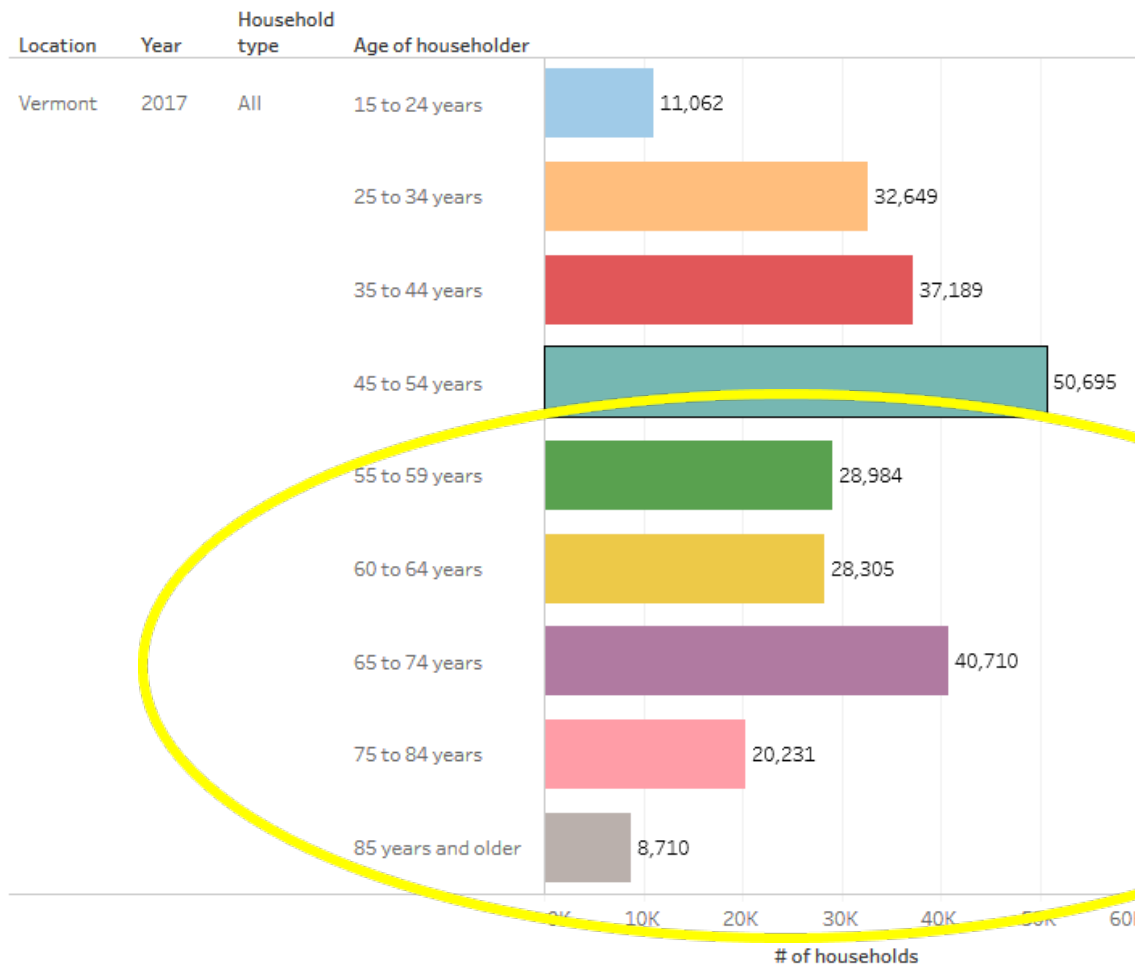 Location Year Household type Age of householder
Vermont 2017 All 15 to 24 years 11,062
25 to 34 years 32,649
35 to 44 years 37,189
45 to 54 years 50,695
55 to 59 years 28,984
60 to 64 years 28,305
65 to 74 years 40,710
75 to 84 years 20,231
85 years and older 8,710
0K 10K 20K 30K 40K 50K
# of households